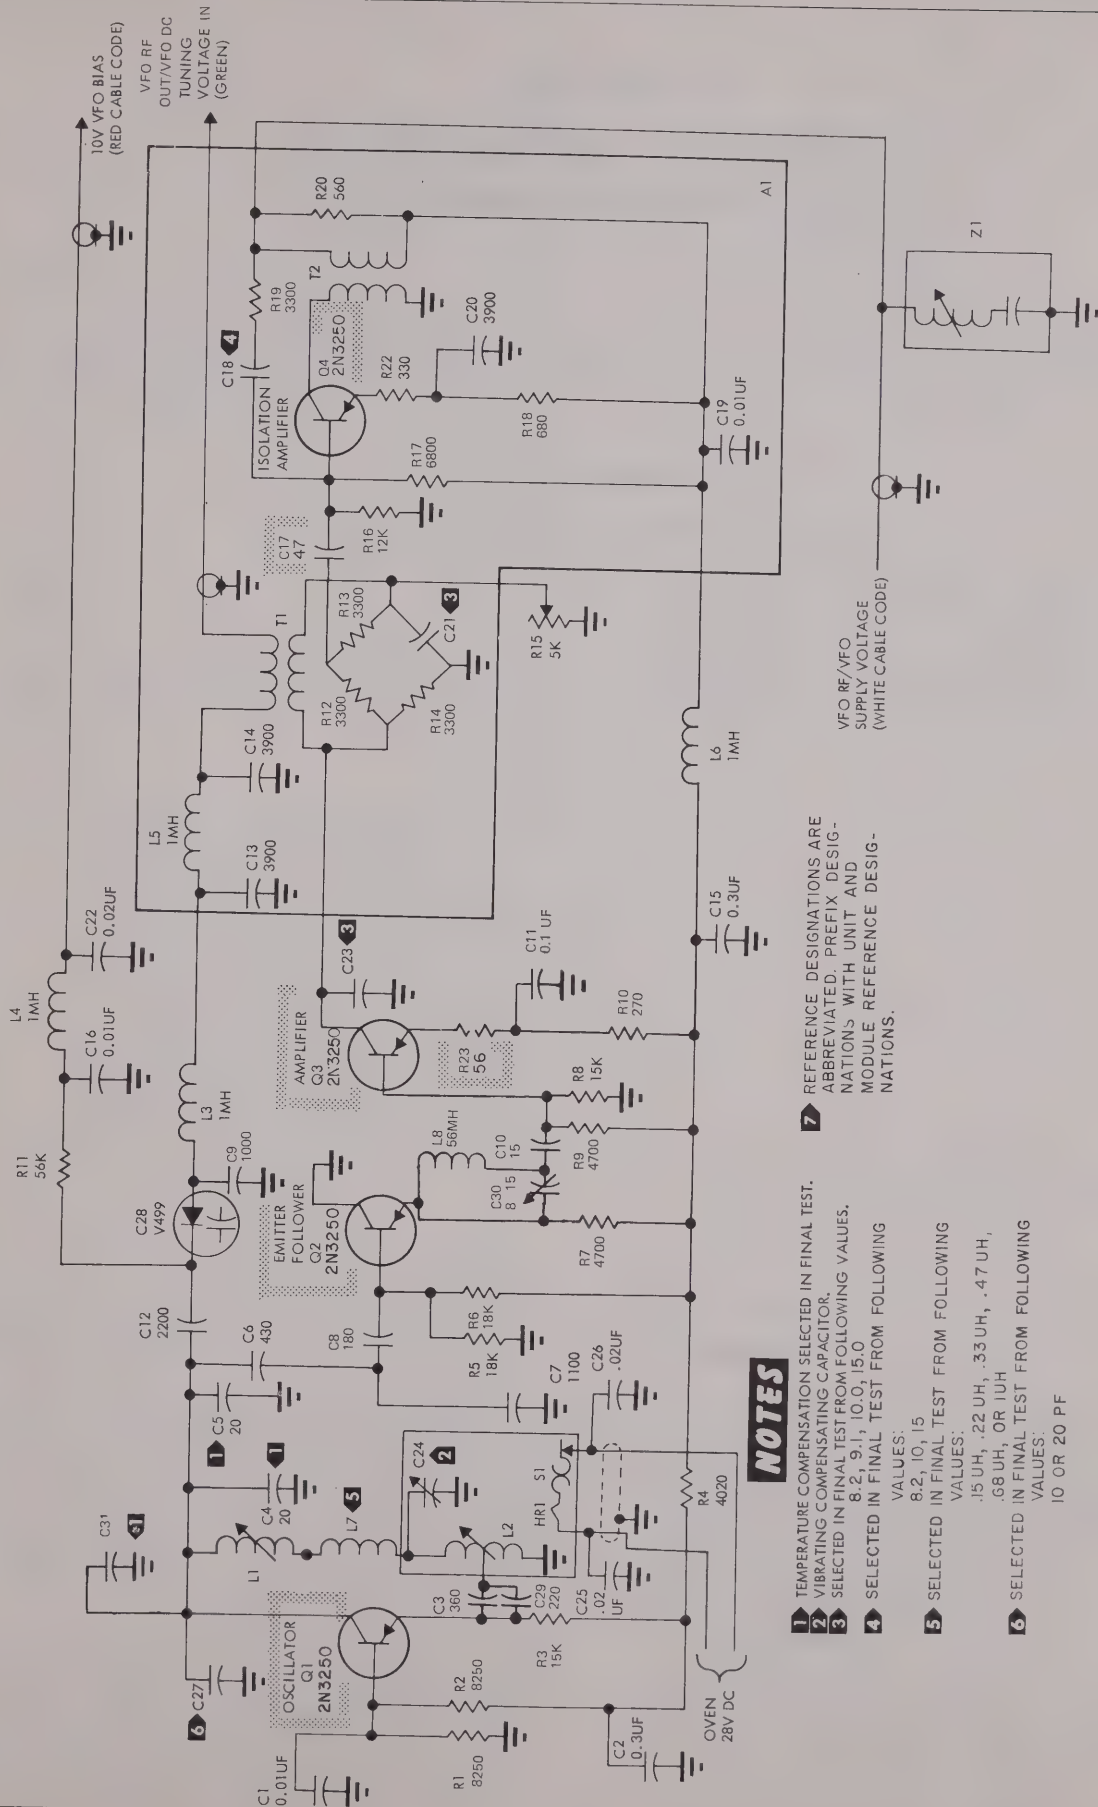 10V VFO BIAS
(RED CABLE CODE)
VFO RF
OUT/VFO DC
TUNING
VOLTAGE IN
(GREEN)
L4
1MH
C22
0.02UF
C16
0.01UF
R11
56K
C28
V499
C9
1000
L3
1MH
L5
1MH
C13
3900
C14
3900
T1
C12
2200
C6
430
C5
20
1
C4
20
1
C31
1
C27
6
L1
L7
5
C24
2
L2
S1
HR1
OSCILLATOR
Q1
2N3250
C1
0.01UF
R1
8250
R2
8250
C2
0.3UF
C3
360
C29
220
R3
15K
C25
.02
UF
C26
.02UF
OVEN
28V DC
R4
4020
C8
180
C7
1100
R5
18K
R6
18K
EMITTER
FOLLOWER
Q2
2N3250
L8
56MH
C30
8 15
C10
15
R7
4700
R9
4700
R8
15K
AMPLIFIER
Q3
2N3250
C23
3
R23
56
C11
0.1 UF
R10
270
C15
0.3UF
L6
1MH
R12
3300
R13
3300
R14
3300
C21
3
R15
5K
C17
47
R16
12K
R17
6800
ISOLATION
AMPLIFIER
Q4
2N3250
C18
4
R19
3300
R20
560
T2
R22
330
C20
3900
R18
680
C19
0.01UF
A1
Z1
VFO RF/VFO
SUPPLY VOLTAGE
(WHITE CABLE CODE)
NOTES
1 TEMPERATURE COMPENSATION SELECTED IN FINAL TEST.
2 VIBRATING COMPENSATING CAPACITOR.
3 SELECTED IN FINAL TEST FROM FOLLOWING VALUES.
8.2, 9.1, 10.0, 15.0
4 SELECTED IN FINAL TEST FROM FOLLOWING
VALUES:
8.2, 10, 15
5 SELECTED IN FINAL TEST FROM FOLLOWING
VALUES:
.15 UH, .22 UH, .33 UH, .47 UH,
.68 UH, OR 1UH
6 SELECTED IN FINAL TEST FROM FOLLOWING
VALUES:
10 OR 20 PF
7 REFERENCE DESIGNATIONS ARE
ABBREVIATED. PREFIX DESIG-
NATIONS WITH UNIT AND
MODULE REFERENCE DESIG-
NATIONS.